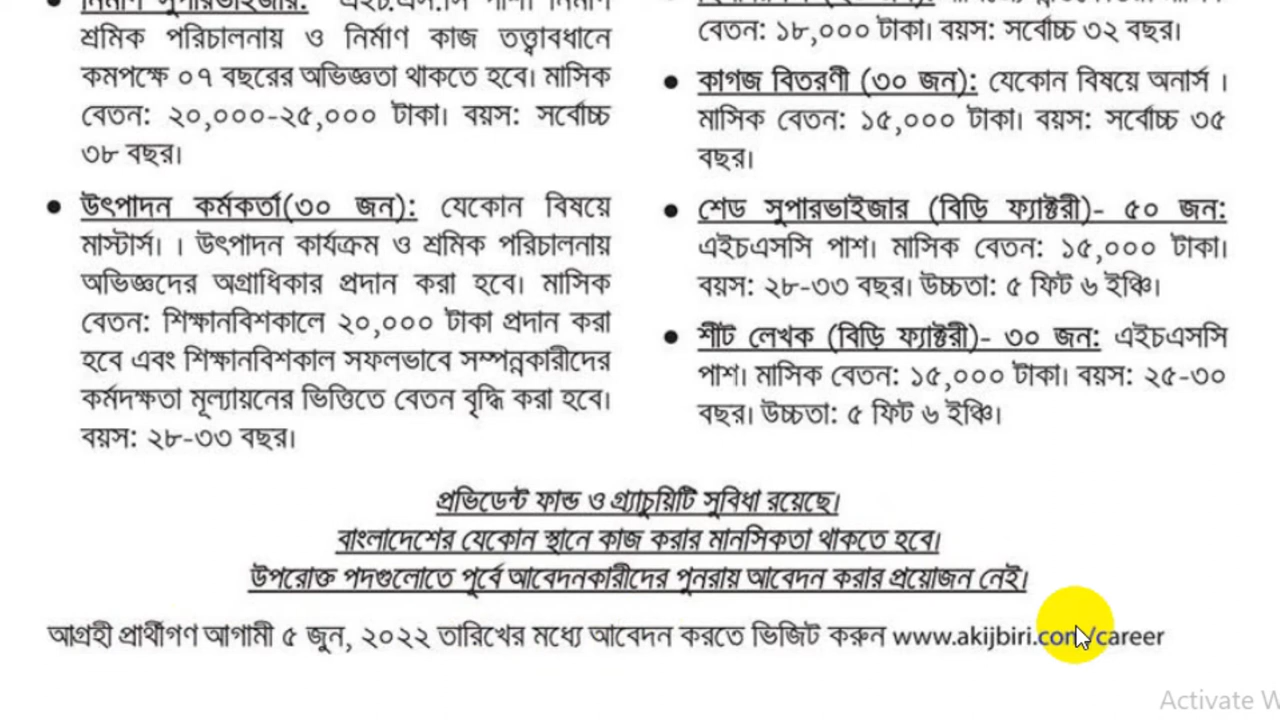 নির্মাণ সুপারভাইজার: এইচ.এস.সি পাশ। নির্মাণ
শ্রমিক পরিচালনায় ও নির্মাণ কাজ তত্ত্বাবধানে
কমপক্ষে ০৭ বছরের অভিজ্ঞতা থাকতে হবে। মাসিক
বেতন: ২০,০০০-২৫,০০০ টাকা। বয়স: সর্বোচ্চ
৩৮ বছর।
উৎপাদন কর্মকর্তা(৩০ জন): যেকোন বিষয়ে
মাস্টার্স। । উৎপাদন কার্যক্রম ও শ্রমিক পরিচালনায়
অভিজ্ঞদের অগ্রাধিকার প্রদান করা হবে। মাসিক
বেতন: শিক্ষানবিশকালে ২০,০০০ টাকা প্রদান করা
হবে এবং শিক্ষানবিশকাল সফলভাবে সম্পন্নকারীদের
কর্মদক্ষতা মূল্যায়নের ভিত্তিতে বেতন বৃদ্ধি করা হবে।
বয়স: ২৮-৩৩ বছর।
বেতন: ১৮,০০০ টাকা। বয়স: সর্বোচ্চ ৩২ বছর।
কাগজ বিতরণী (৩০ জন): যেকোন বিষয়ে অনার্স ।
মাসিক বেতন: ১৫,০০০ টাকা। বয়স: সর্বোচ্চ ৩৫
বছর।
শেড সুপারভাইজার (বিড়ি ফ্যাক্টরী)- ৫০ জন:
এইচএসসি পাশ। মাসিক বেতন: ১৫,০০০ টাকা।
বয়স: ২৮-৩৩ বছর। উচ্চতা: ৫ ফিট ৬ ইঞ্চি।
শীট লেখক (বিড়ি ফ্যাক্টরী)- ৩০ জন: এইচএসসি
পাশ। মাসিক বেতন: ১৫,০০০ টাকা। বয়স: ২৫-৩০
বছর। উচ্চতা: ৫ ফিট ৬ ইঞ্চি।
প্রভিডেন্ট ফান্ড ও গ্র্যাচুয়িটি সুবিধা রয়েছে।
বাংলাদেশের যেকোন স্থানে কাজ করার মানসিকতা থাকতে হবে।
উপরোক্ত পদগুলোতে পূর্বে আবেদনকারীদের পুনরায় আবেদন করার প্রয়োজন নেই।
আগ্রহী প্রার্থীগণ আগামী ৫ জুন, ২০২২ তারিখের মধ্যে আবেদন করতে ভিজিট করুন www.akijbiri.com/career
Activate W